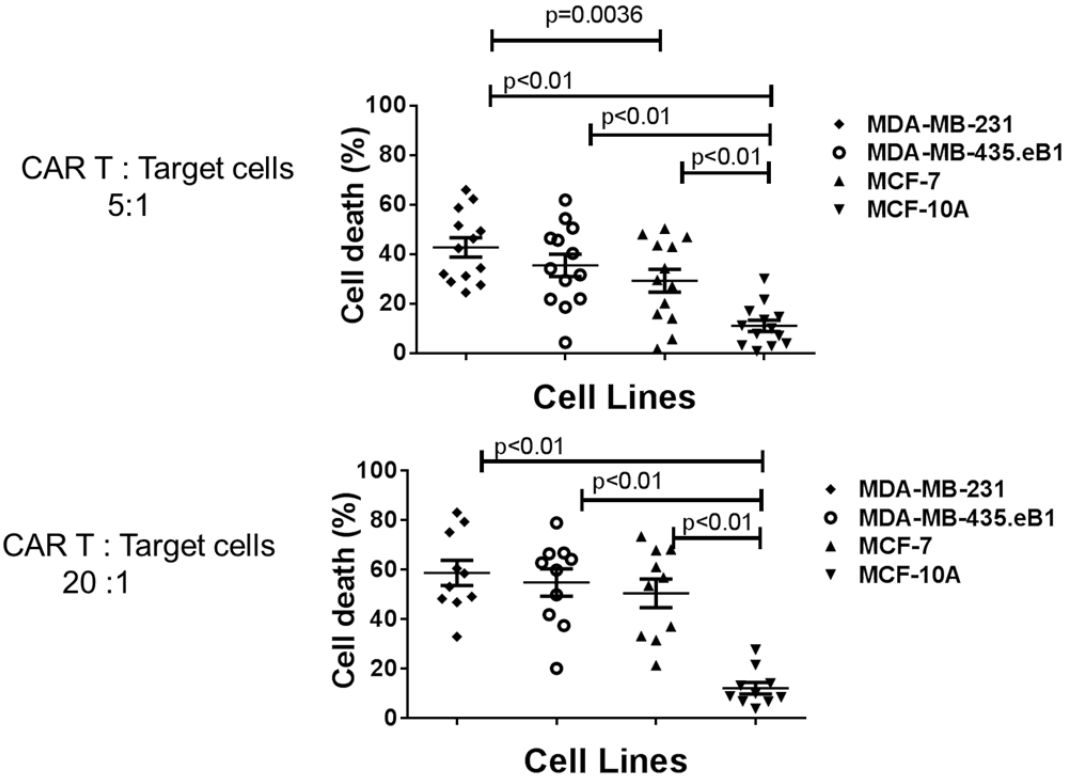 p=0.0036
p<0.01
p<0.01
p<0.01
100
80
60
40
20
0
Cell death (%)
CAR T : Target cells
5:1
MDA-MB-231
MDA-MB-435.eB1
MCF-7
MCF-10A
Cell Lines
p<0.01
p<0.01
p<0.01
100
80
60
40
20
0
Cell death (%)
CAR T : Target cells
20 :1
MDA-MB-231
MDA-MB-435.eB1
MCF-7
MCF-10A
Cell Lines